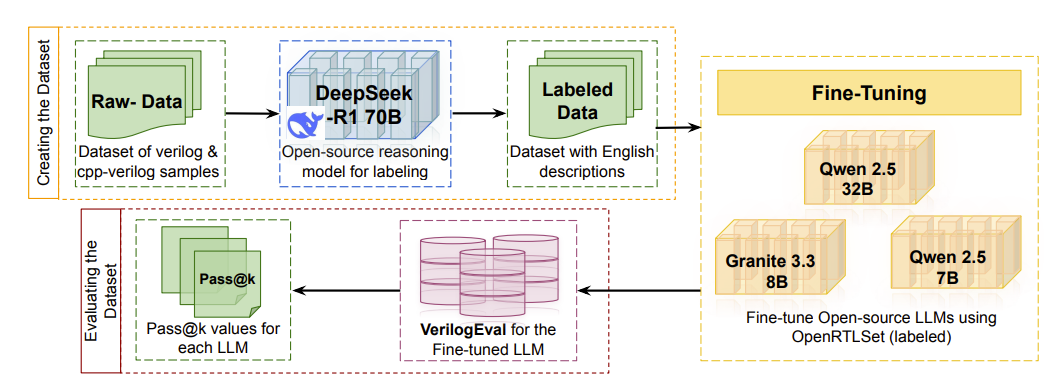 Creating the Dataset
Raw- Data
Dataset of verilog &
cpp-verilog samples
DeepSeek
-R1 70B
Open-source reasoning
model for labeling
Labeled
Data
Dataset with English
descriptions
Fine-Tuning
Qwen 2.5
32B
Granite 3.3
8B
Qwen 2.5
7B
Fine-tune Open-source LLMs using
OpenRTLSet (labeled)
Evaluating the
Dataset
Pass@k
Pass@k values for
each LLM
VerilogEval for the
Fine-tuned LLM